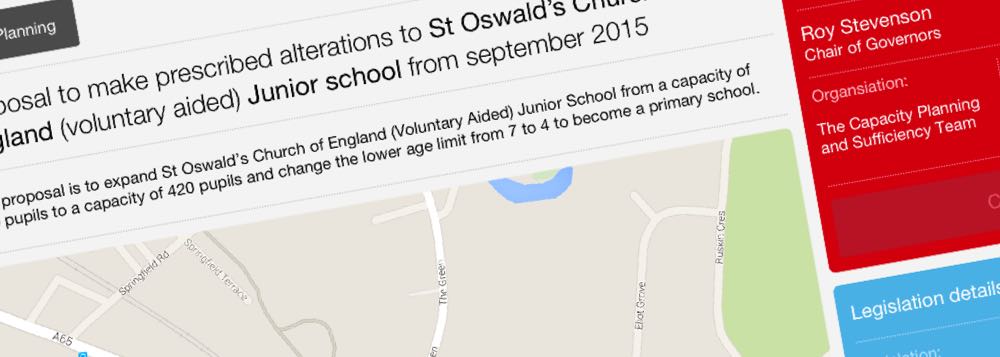 Planning
posal to make prescribed alterations to St Oswald's Church
gland (voluntary aided) Junior school from september 2015
proposal is to expand St Oswald's Church of England (Voluntary Aided) Junior School from a capacity of
pupils to a capacity of 420 pupils and change the lower age limit from 7 to 4 to become a primary school.
Springfield Rd
Springfield Terrace
A65
The Green
Eliot Grove
Ruskin Cres
Roy Stevenson
Chair of Governors
Organsiation:
The Capacity Planning
and Sufficiency Team
Legislation details